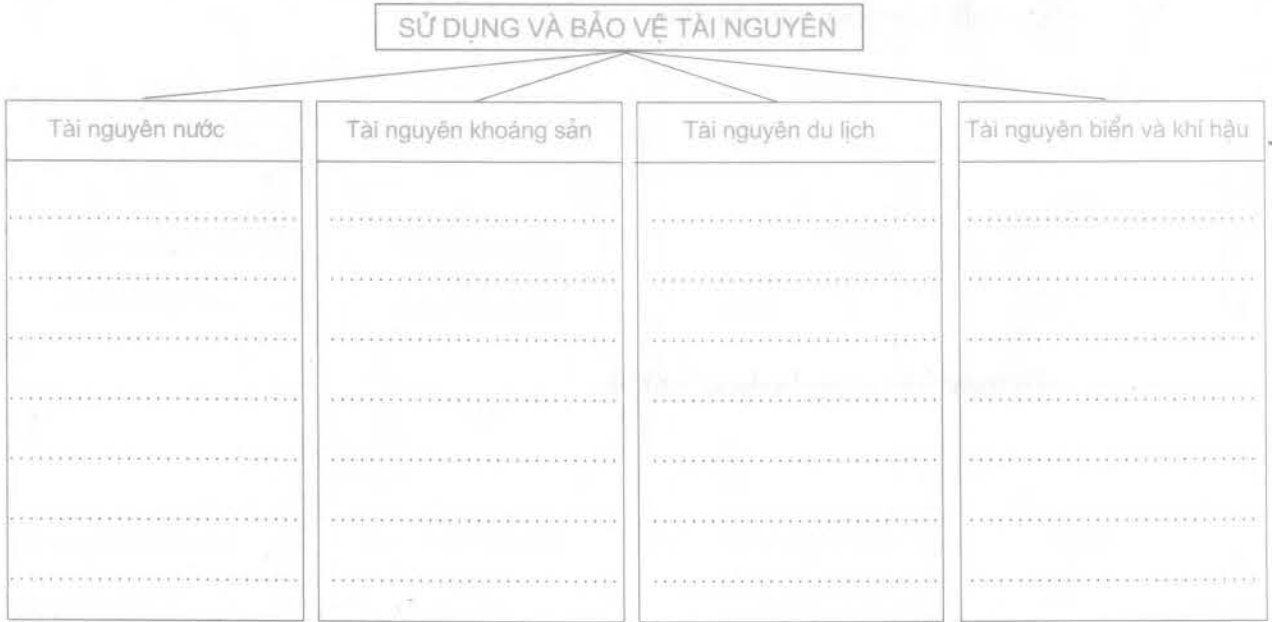 SỬ DỤNG VÀ BẢO VỆ TÀI NGUYÊN
Tài nguyên nước
Tài nguyên khoáng sản
Tài nguyên du lịch
Tài nguyên biển và khí hậu